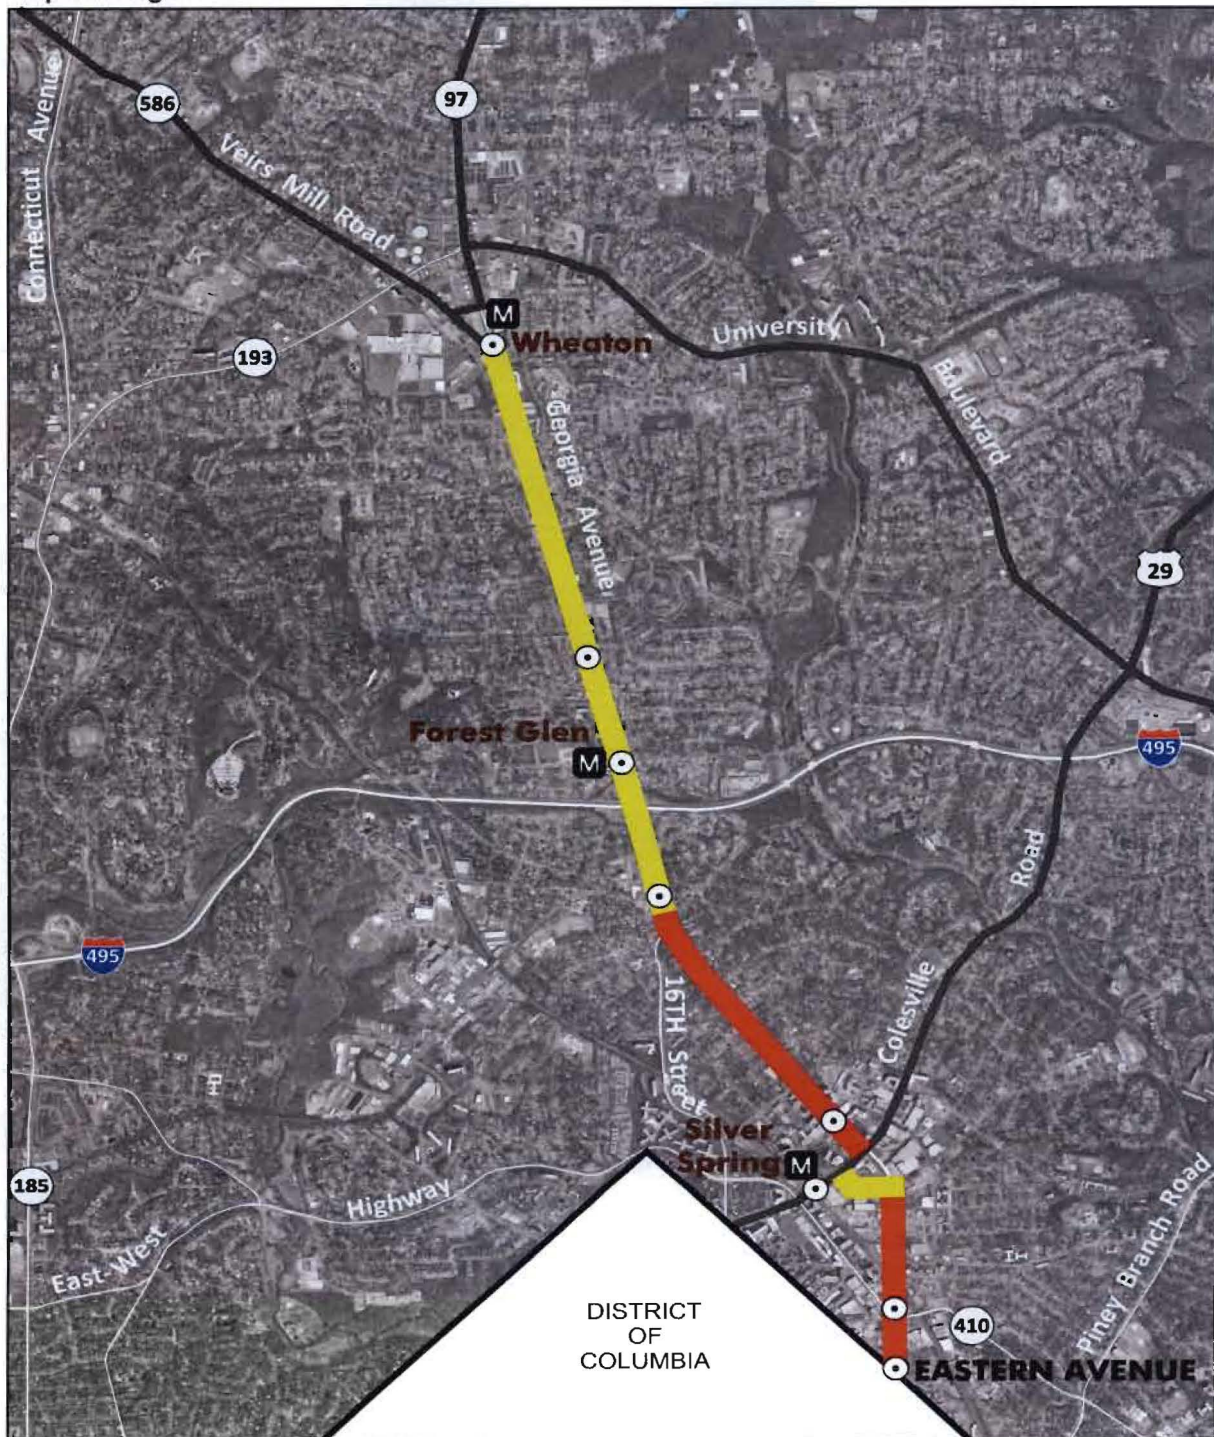 586
97
Connecticut Avenue
Veirs Mill Road
M
Wheaton
193
University
Boulevard
Georgia Avenue
29
Forest Glen
M
495
Road
495
Colesville
16TH Street
Silver
Spring
M
185
Highway
East-West
Piney Branch Road
DISTRICT
OF
COLUMBIA
410
EASTERN AVENUE